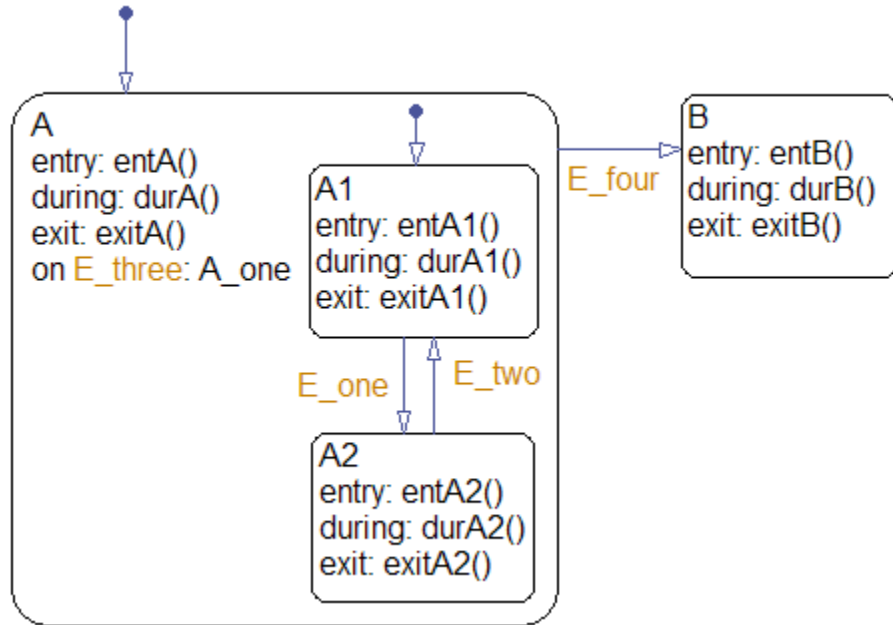 A
entry: entA()
during: durA()
exit: exitA()
on E_three: A_one
A1
entry: entA1()
during: durA1()
exit: exitA1()
E_one
E_two
A2
entry: entA2()
during: durA2()
exit: exitA2()
E_four
B
entry: entB()
during: durB()
exit: exitB()